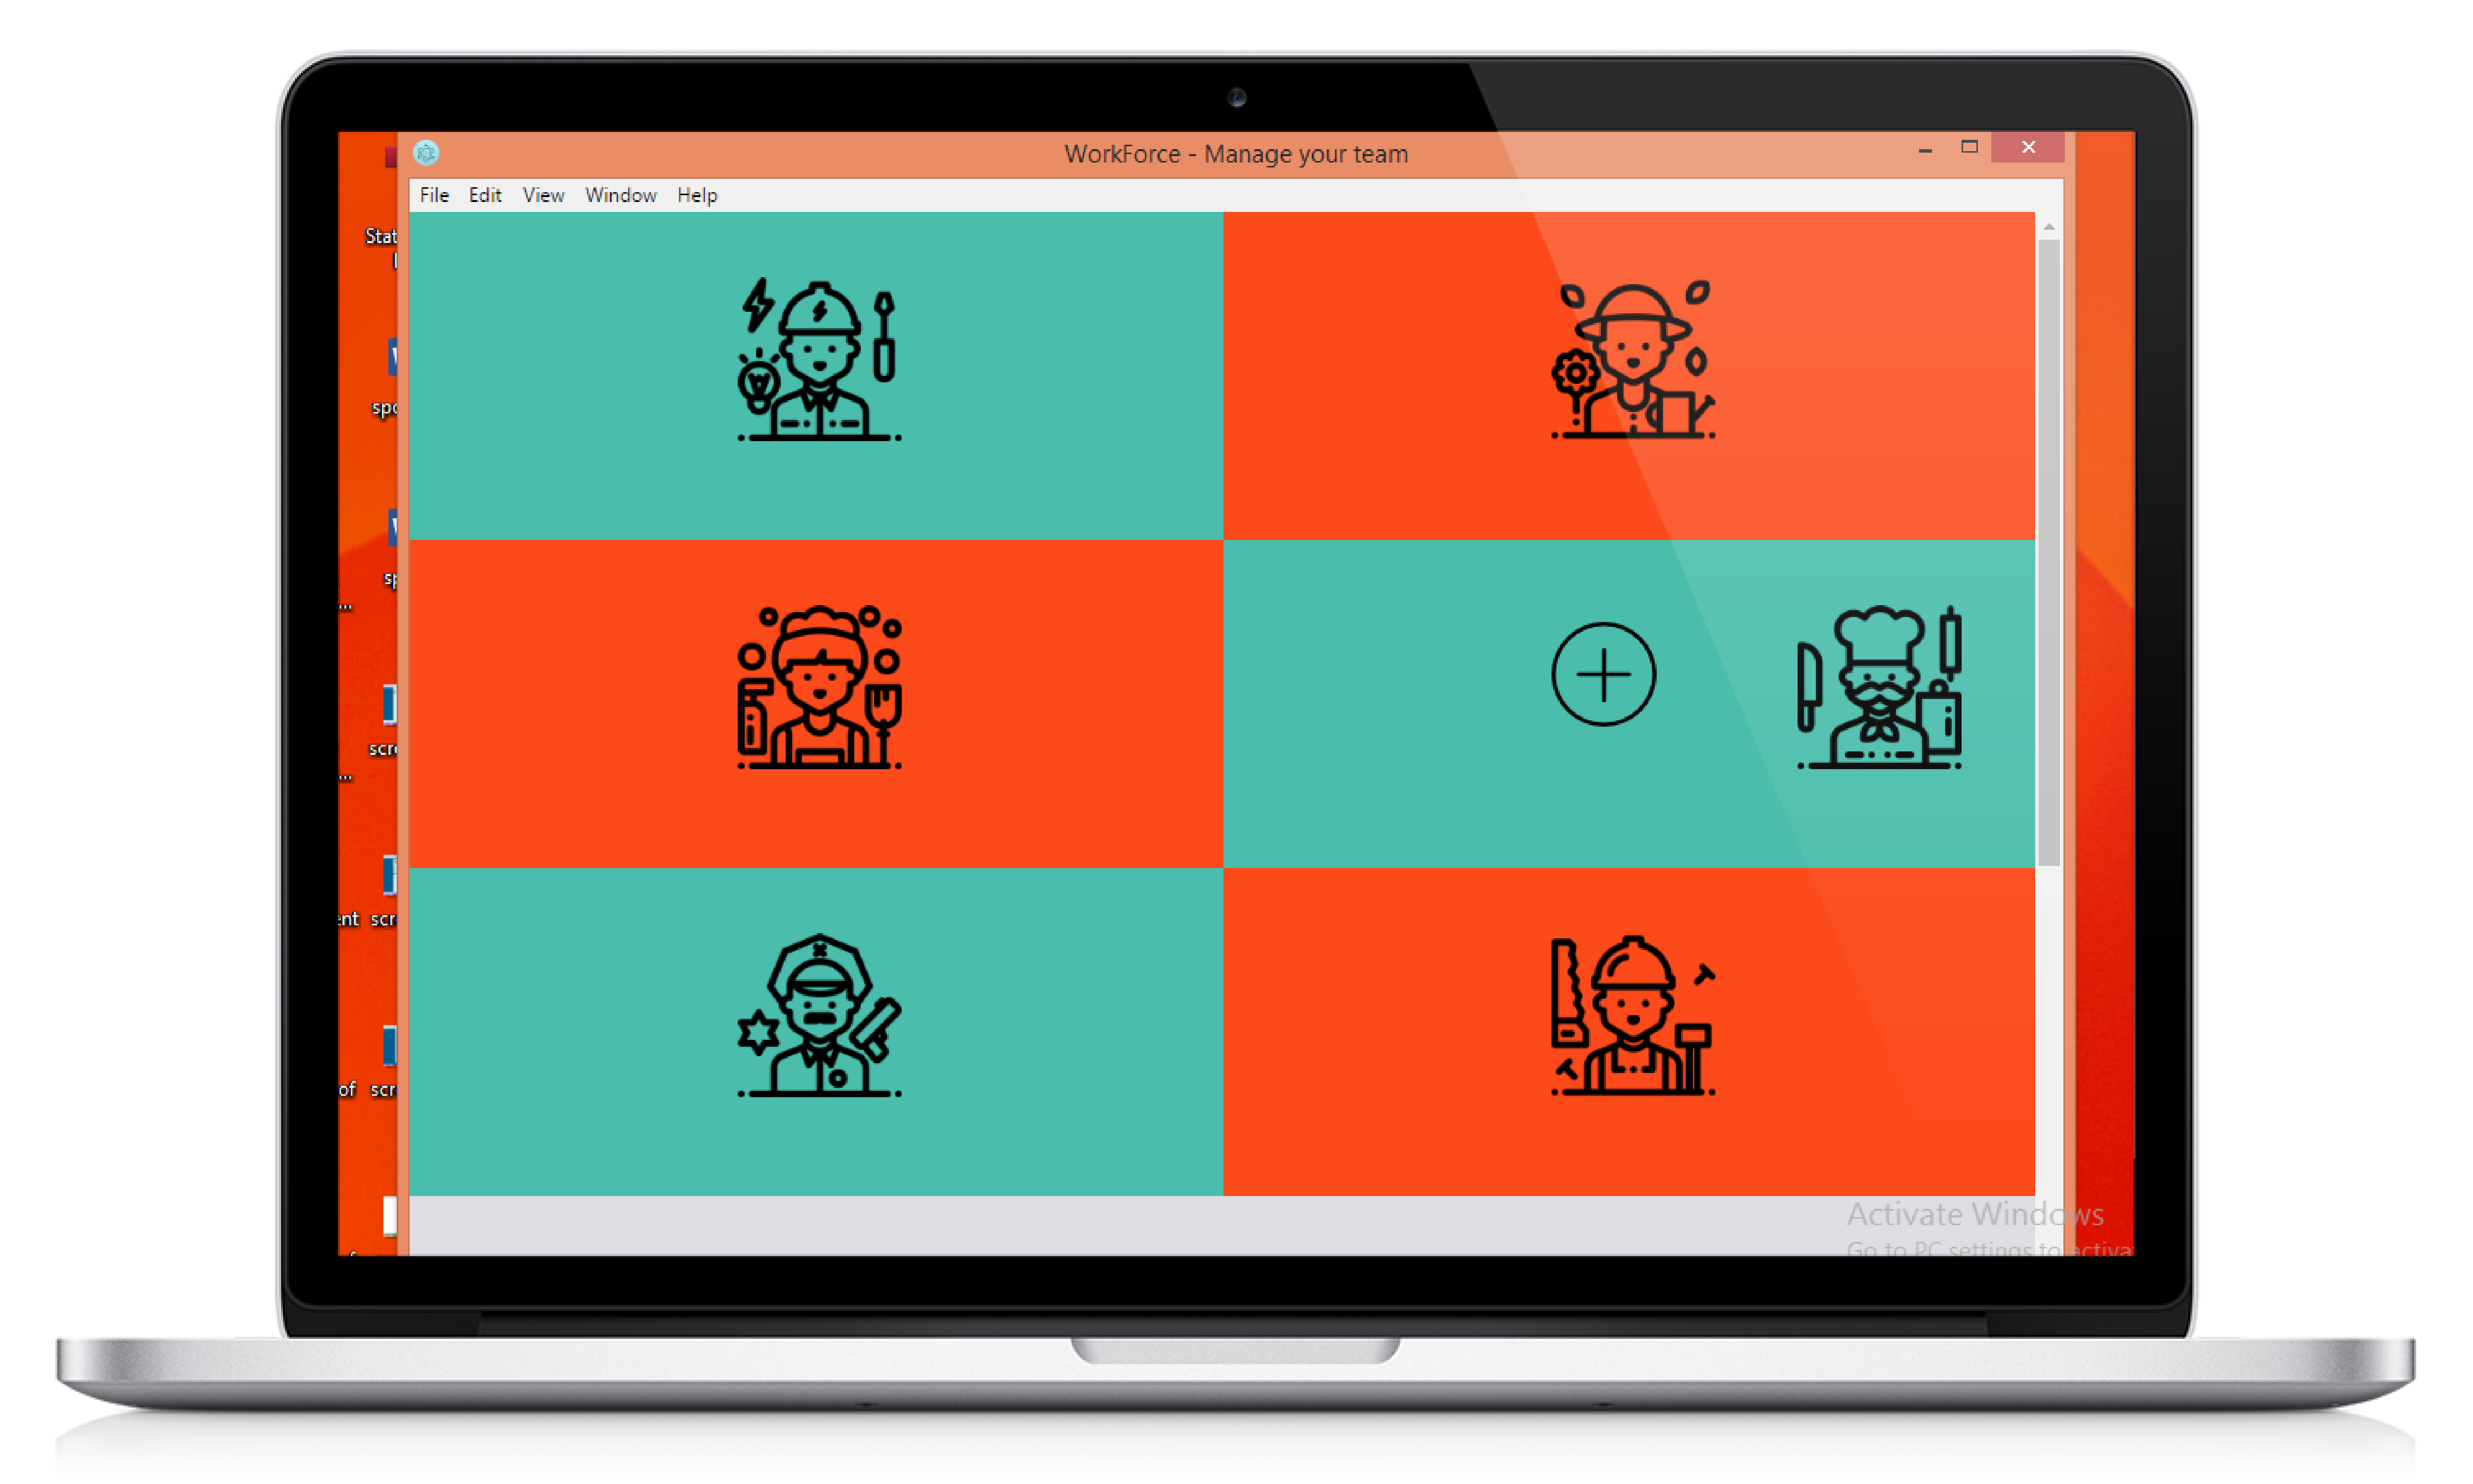 WorkForce - Manage your team
File Edit View Window Help
Stat
spo
sp
...
scre
...
ent scr
of scr
Activate Windows
Go to PC settings to activa